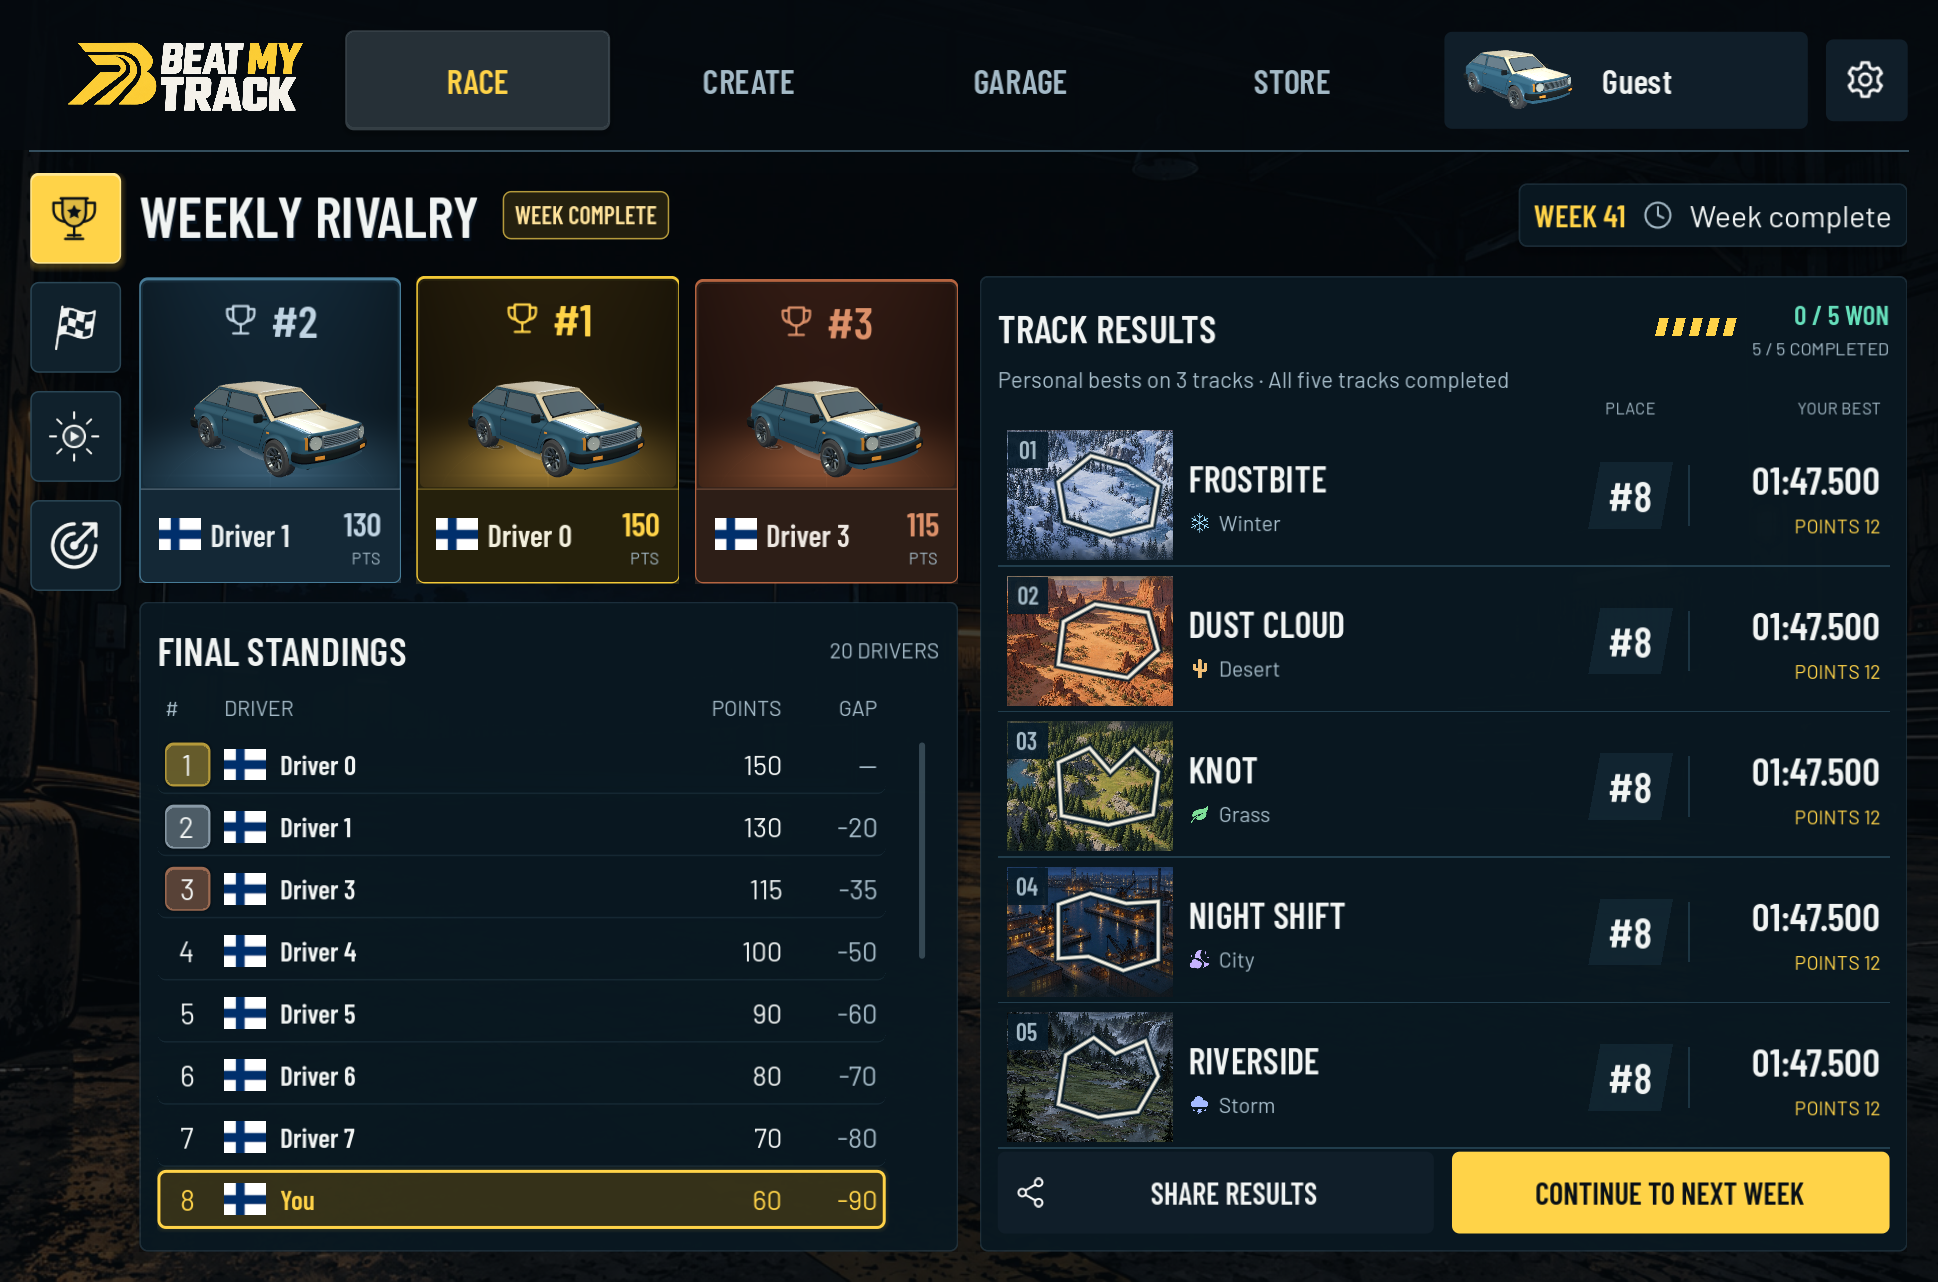 BEAT MY TRACK
RACE
CREATE
GARAGE
STORE
Guest
WEEKLY RIVALRY
WEEK COMPLETE
WEEK 41 Week complete
#2
Driver 1
130
PTS
#1
Driver 0
150
PTS
#3
Driver 3
115
PTS
FINAL STANDINGS
20 DRIVERS
# DRIVER POINTS GAP
1 Driver 0 150 —
2 Driver 1 130 -20
3 Driver 3 115 -35
4 Driver 4 100 -50
5 Driver 5 90 -60
6 Driver 6 80 -70
7 Driver 7 70 -80
8 You 60 -90
TRACK RESULTS
0 / 5 WON
5 / 5 COMPLETED
Personal bests on 3 tracks · All five tracks completed
PLACE YOUR BEST
01
FROSTBITE
Winter
#8
01:47.500
POINTS 12
02
DUST CLOUD
Desert
#8
01:47.500
POINTS 12
03
KNOT
Grass
#8
01:47.500
POINTS 12
04
NIGHT SHIFT
City
#8
01:47.500
POINTS 12
05
RIVERSIDE
Storm
#8
01:47.500
POINTS 12
SHARE RESULTS
CONTINUE TO NEXT WEEK